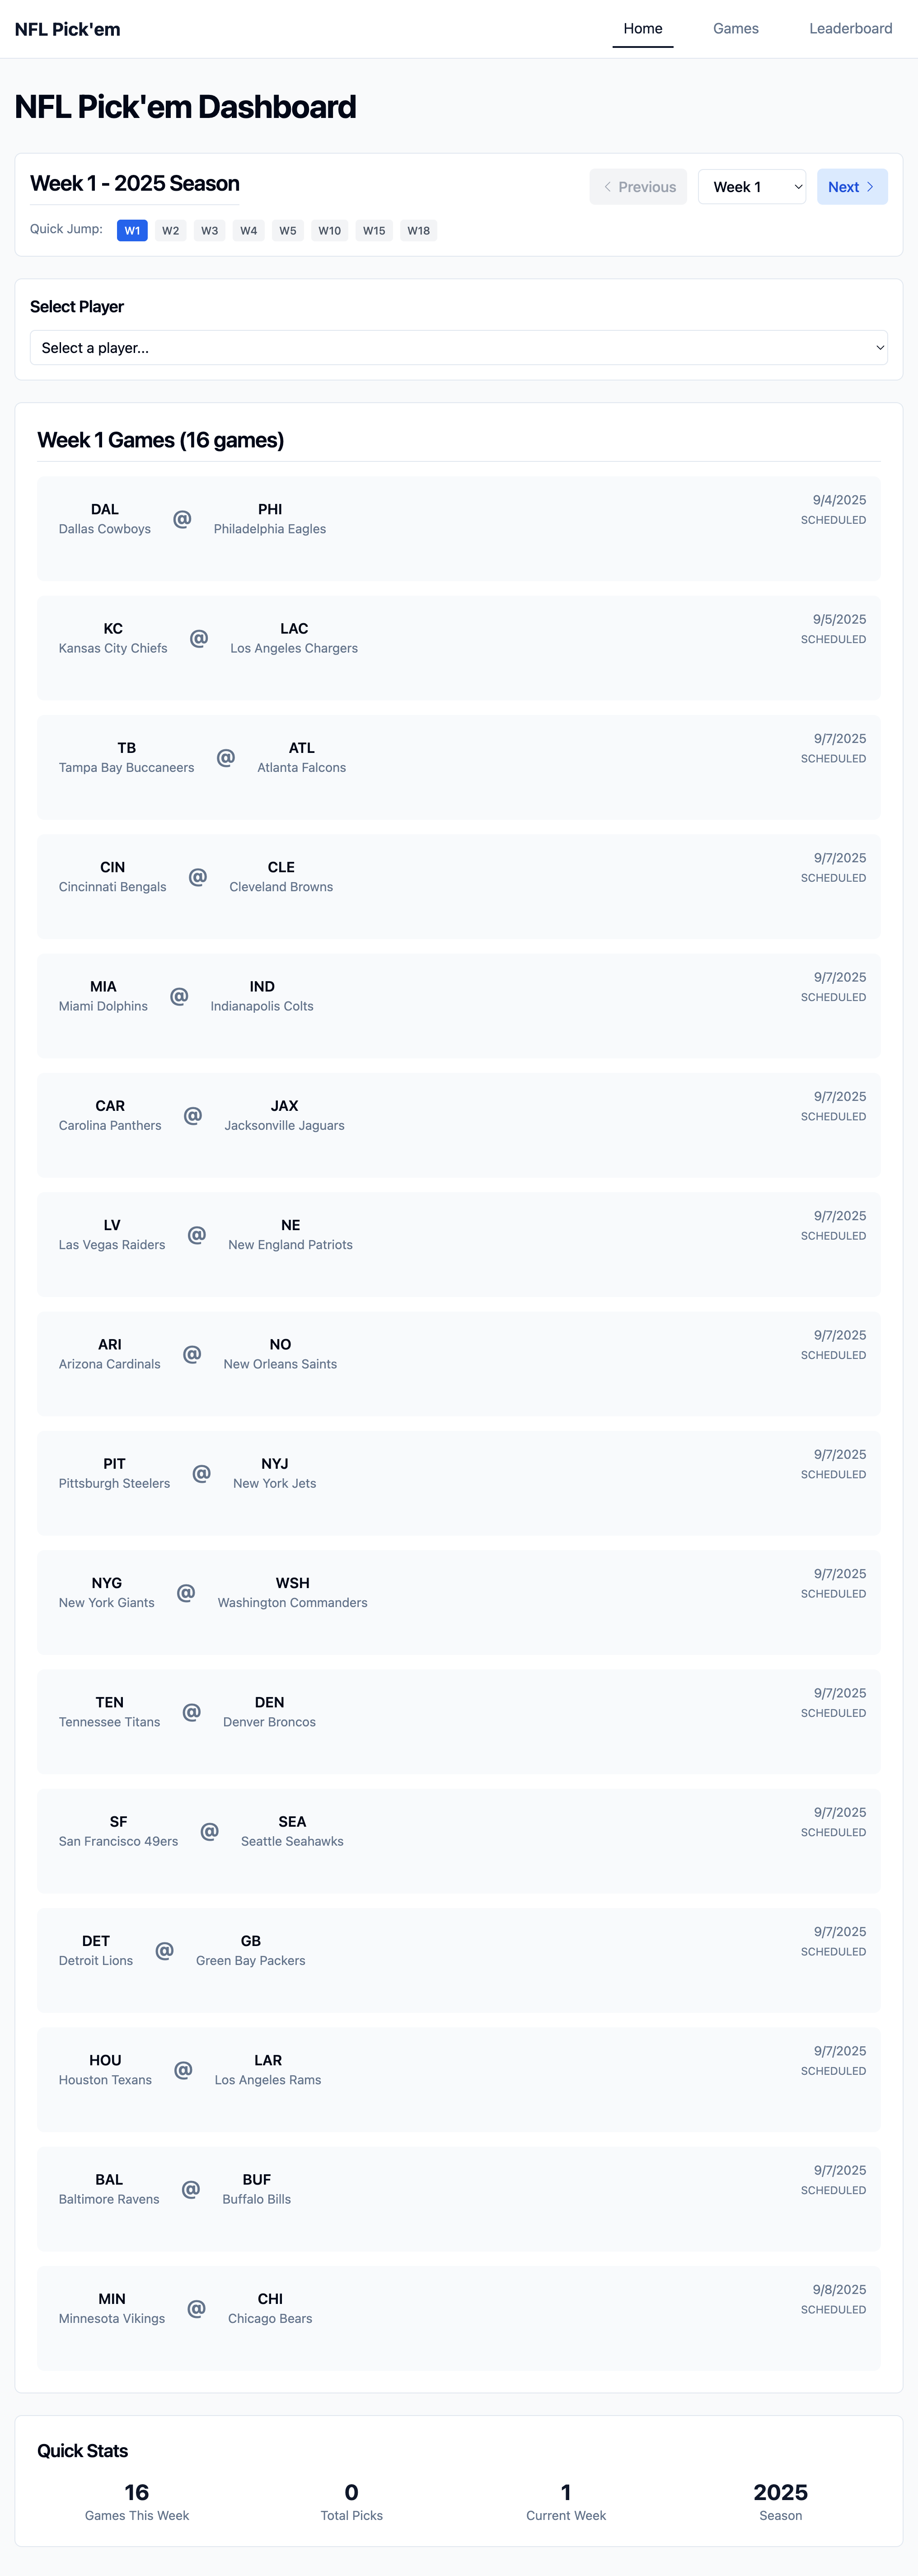 NFL Pick'em
Home Games Leaderboard
NFL Pick'em Dashboard
Week 1 - 2025 Season
Previous Week 1 Next
Quick Jump: W1 W2 W3 W4 W5 W10 W15 W18
Select Player
Select a player...
Week 1 Games (16 games)
DAL @ PHI 9/4/2025
Dallas Cowboys Philadelphia Eagles SCHEDULED
KC @ LAC 9/5/2025
Kansas City Chiefs Los Angeles Chargers SCHEDULED
TB @ ATL 9/7/2025
Tampa Bay Buccaneers Atlanta Falcons SCHEDULED
CIN @ CLE 9/7/2025
Cincinnati Bengals Cleveland Browns SCHEDULED
MIA @ IND 9/7/2025
Miami Dolphins Indianapolis Colts SCHEDULED
CAR @ JAX 9/7/2025
Carolina Panthers Jacksonville Jaguars SCHEDULED
LV @ NE 9/7/2025
Las Vegas Raiders New England Patriots SCHEDULED
ARI @ NO 9/7/2025
Arizona Cardinals New Orleans Saints SCHEDULED
PIT @ NYJ 9/7/2025
Pittsburgh Steelers New York Jets SCHEDULED
NYG @ WSH 9/7/2025
New York Giants Washington Commanders SCHEDULED
TEN @ DEN 9/7/2025
Tennessee Titans Denver Broncos SCHEDULED
SF @ SEA 9/7/2025
San Francisco 49ers Seattle Seahawks SCHEDULED
DET @ GB 9/7/2025
Detroit Lions Green Bay Packers SCHEDULED
HOU @ LAR 9/7/2025
Houston Texans Los Angeles Rams SCHEDULED
BAL @ BUF 9/7/2025
Baltimore Ravens Buffalo Bills SCHEDULED
MIN @ CHI 9/8/2025
Minnesota Vikings Chicago Bears SCHEDULED
Quick Stats
16 0 1 2025
Games This Week Total Picks Current Week Season